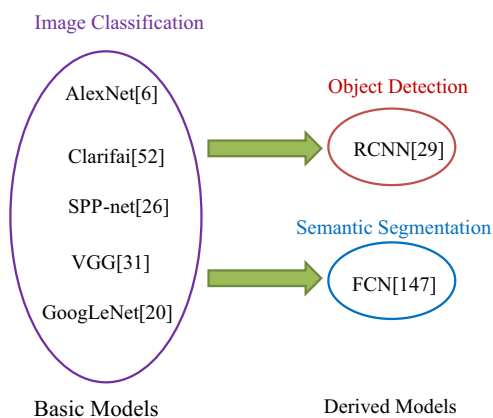 Image Classification
AlexNet[6]
Clarifai[52]
SPP-net[26]
VGG[31]
GoogLeNet[20]
Basic Models
Object Detection
RCNN[29]
Semantic Segmentation
FCN[147]
Derived Models